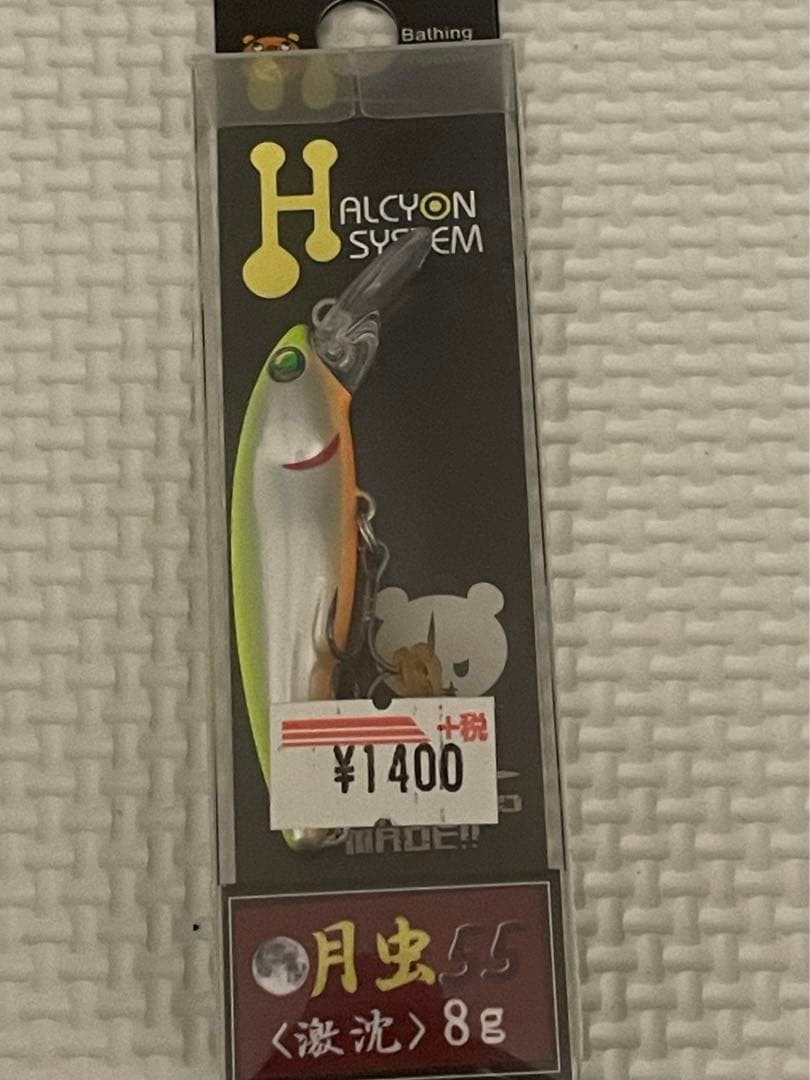 Bathing
HALCYON
SYSTEM
+税
¥1400
MADE!!
月虫55
〈激沈〉8g